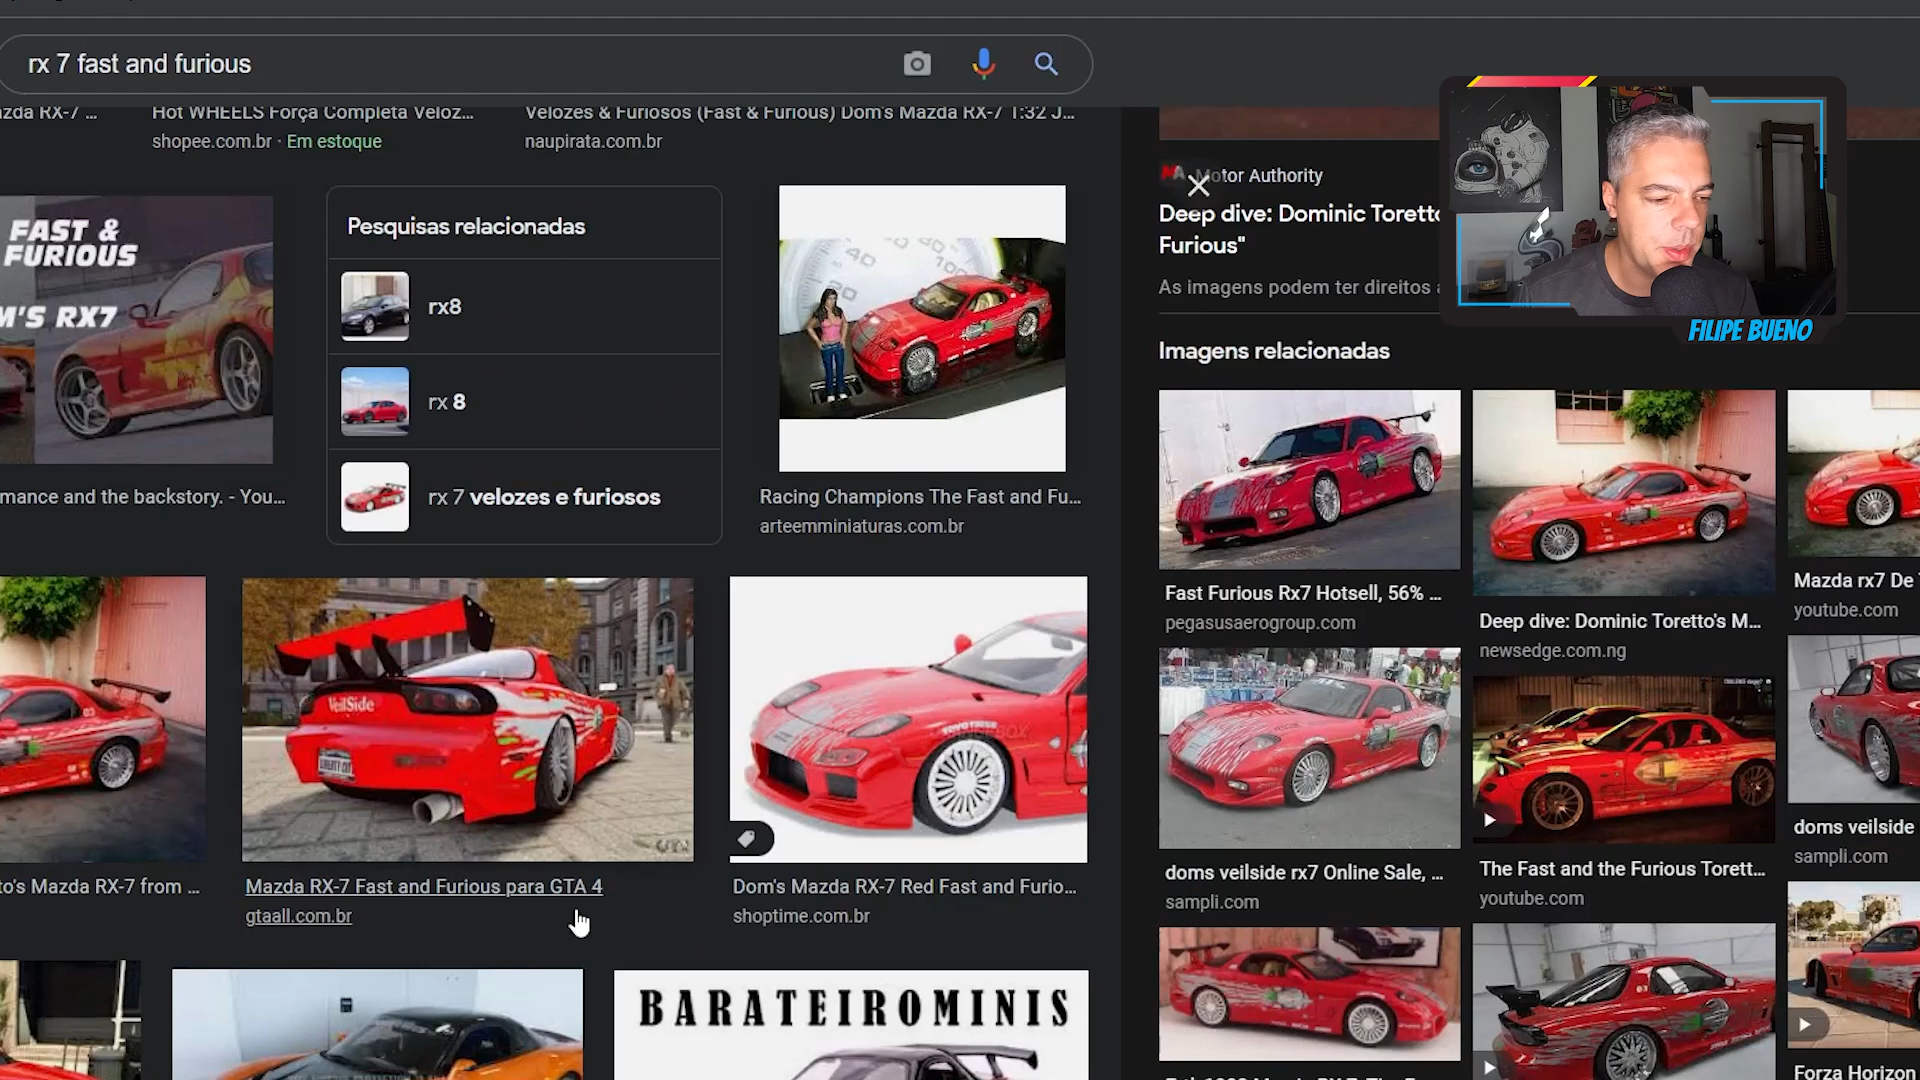 rx 7 fast and furious
zda RX-7 ...
Hot WHEELS Força Completa Veloz...
shopee.com.br · Em estoque
Velozes & Furiosos (Fast & Furious) Dom's Mazda RX-7 1:32 J...
naupirata.com.br
FAST &
FURIOUS
M'S RX7
mance and the backstory. - You...
Pesquisas relacionadas
rx8
rx 8
rx 7 velozes e furiosos
Racing Champions The Fast and Fu...
arteemminiaturas.com.br
to's Mazda RX-7 from ...
VeilSide
LIBERTY CITY
Mazda RX-7 Fast and Furious para GTA 4
gtaall.com.br
Dom's Mazda RX-7 Red Fast and Furio...
shoptime.com.br
BARATEIROMINIS
Motor Authority
Deep dive: Dominic Toretto
Furious"
As imagens podem ter direitos a
FILIPE BUENO
Imagens relacionadas
Fast Furious Rx7 Hotsell, 56% ...
pegasusaerogroup.com
Deep dive: Dominic Toretto's M...
newsedge.com.ng
Mazda rx7 De
youtube.com
doms veilside rx7 Online Sale, ...
sampli.com
The Fast and the Furious Torett...
youtube.com
doms veilside
sampli.com
Forza Horizon